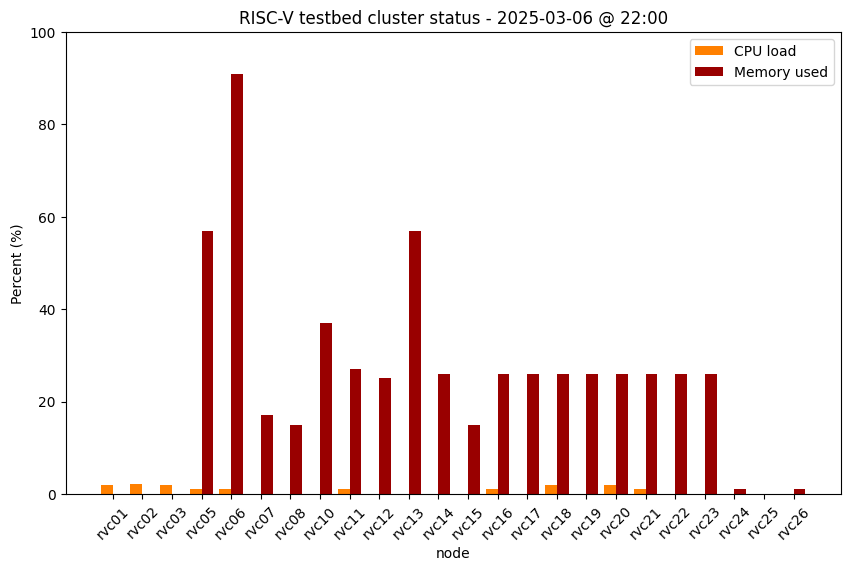 RISC-V testbed cluster status - 2025-03-06 @ 22:00
CPU load
Memory used
Percent (%)
100
80
60
40
20
0
rvc01
rvc02
rvc03
rvc05
rvc06
rvc07
rvc08
rvc10
rvc11
rvc12
rvc13
rvc14
rvc15
rvc16
rvc17
rvc18
rvc19
rvc20
rvc21
rvc22
rvc23
rvc24
rvc25
rvc26
node